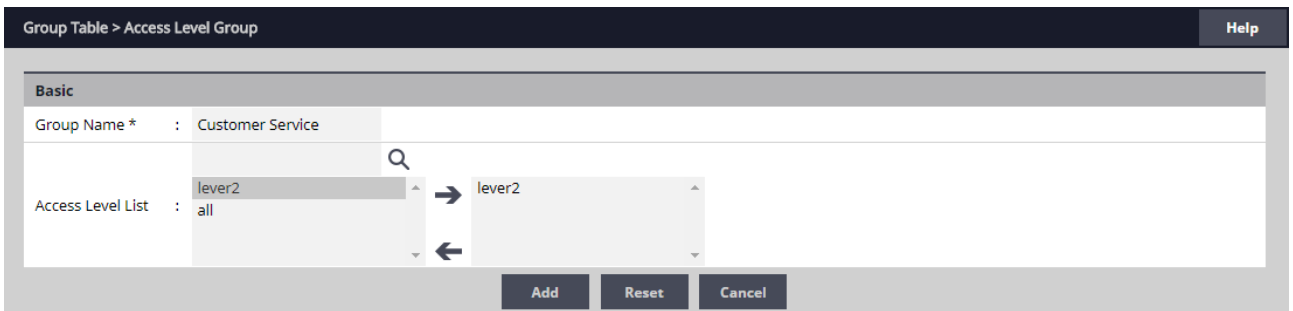 Group Table > Access Level Group
Help
Basic
Group Name * : Customer Service
Access Level List :
lever2
all
lever2
Add Reset Cancel